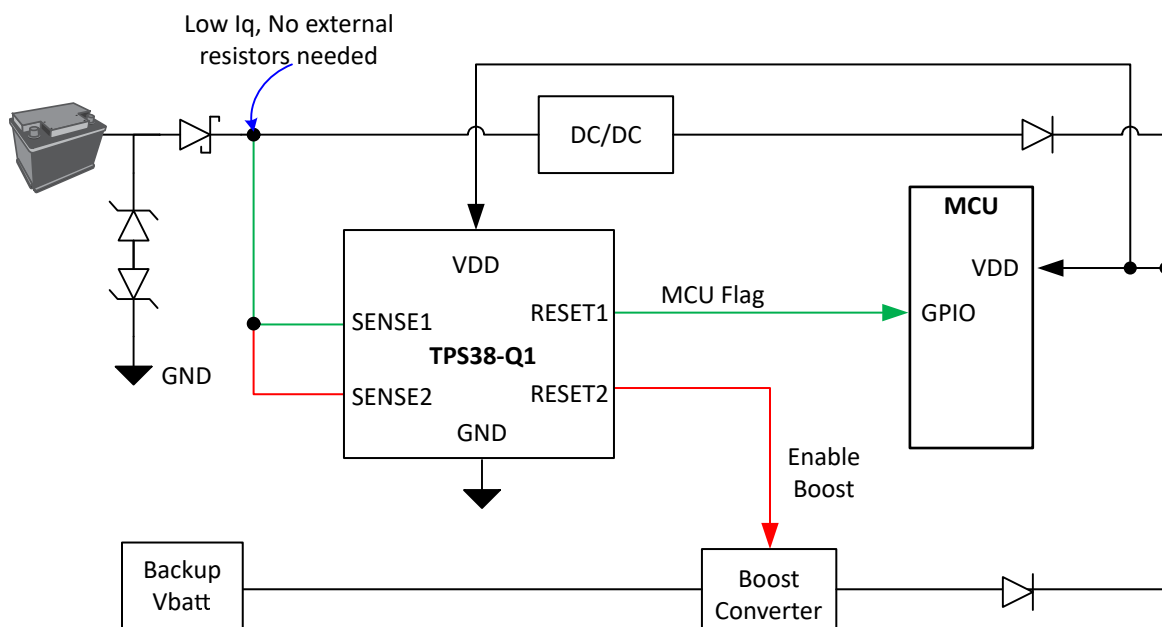 Low Iq, No external
resistors needed
DC/DC
MCU
VDD
GPIO
VDD
SENSE1
SENSE2
RESET1
RESET2
TPS38-Q1
GND
MCU Flag
GND
Enable
Boost
Backup
Vbatt
Boost
Converter